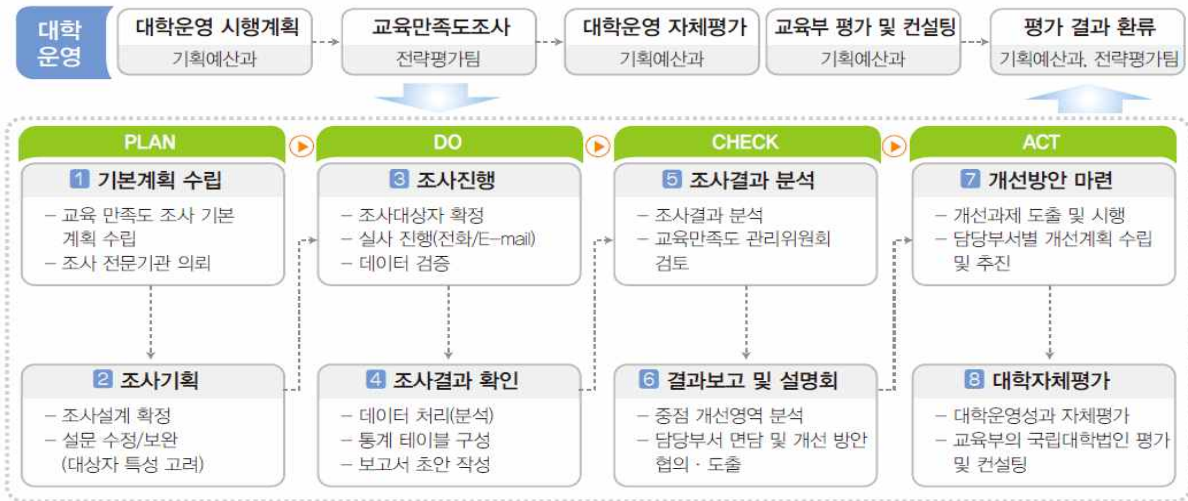 대학
운영
대학운영 시행계획
기획예산과
교육만족도조사
전략평가팀
대학운영 자체평가
기획예산과
교육부 평가 및 컨설팅
기획예산과
평가 결과 환류
기획예산과, 전략평가팀
PLAN
1 기본계획 수립
– 교육 만족도 조사 기본
계획 수립
– 조사 전문기관 의뢰
2 조사기획
– 조사설계 확정
– 설문 수정/보완
(대상자 특성 고려)
DO
3 조사진행
– 조사대상자 확정
– 실사 진행(전화/E-mail)
– 데이터 검증
4 조사결과 확인
– 데이터 처리(분석)
– 통계 테이블 구성
– 보고서 초안 작성
CHECK
5 조사결과 분석
– 조사결과 분석
– 교육만족도 관리위원회
검토
6 결과보고 및 설명회
– 중점 개선영역 분석
– 담당부서 면담 및 개선 방안
협의 · 도출
ACT
7 개선방안 마련
– 개선과제 도출 및 시행
– 담당부서별 개선계획 수립
및 추진
8 대학자체평가
– 대학운영성과 자체평가
– 교육부의 국립대학법인 평가
및 컨설팅